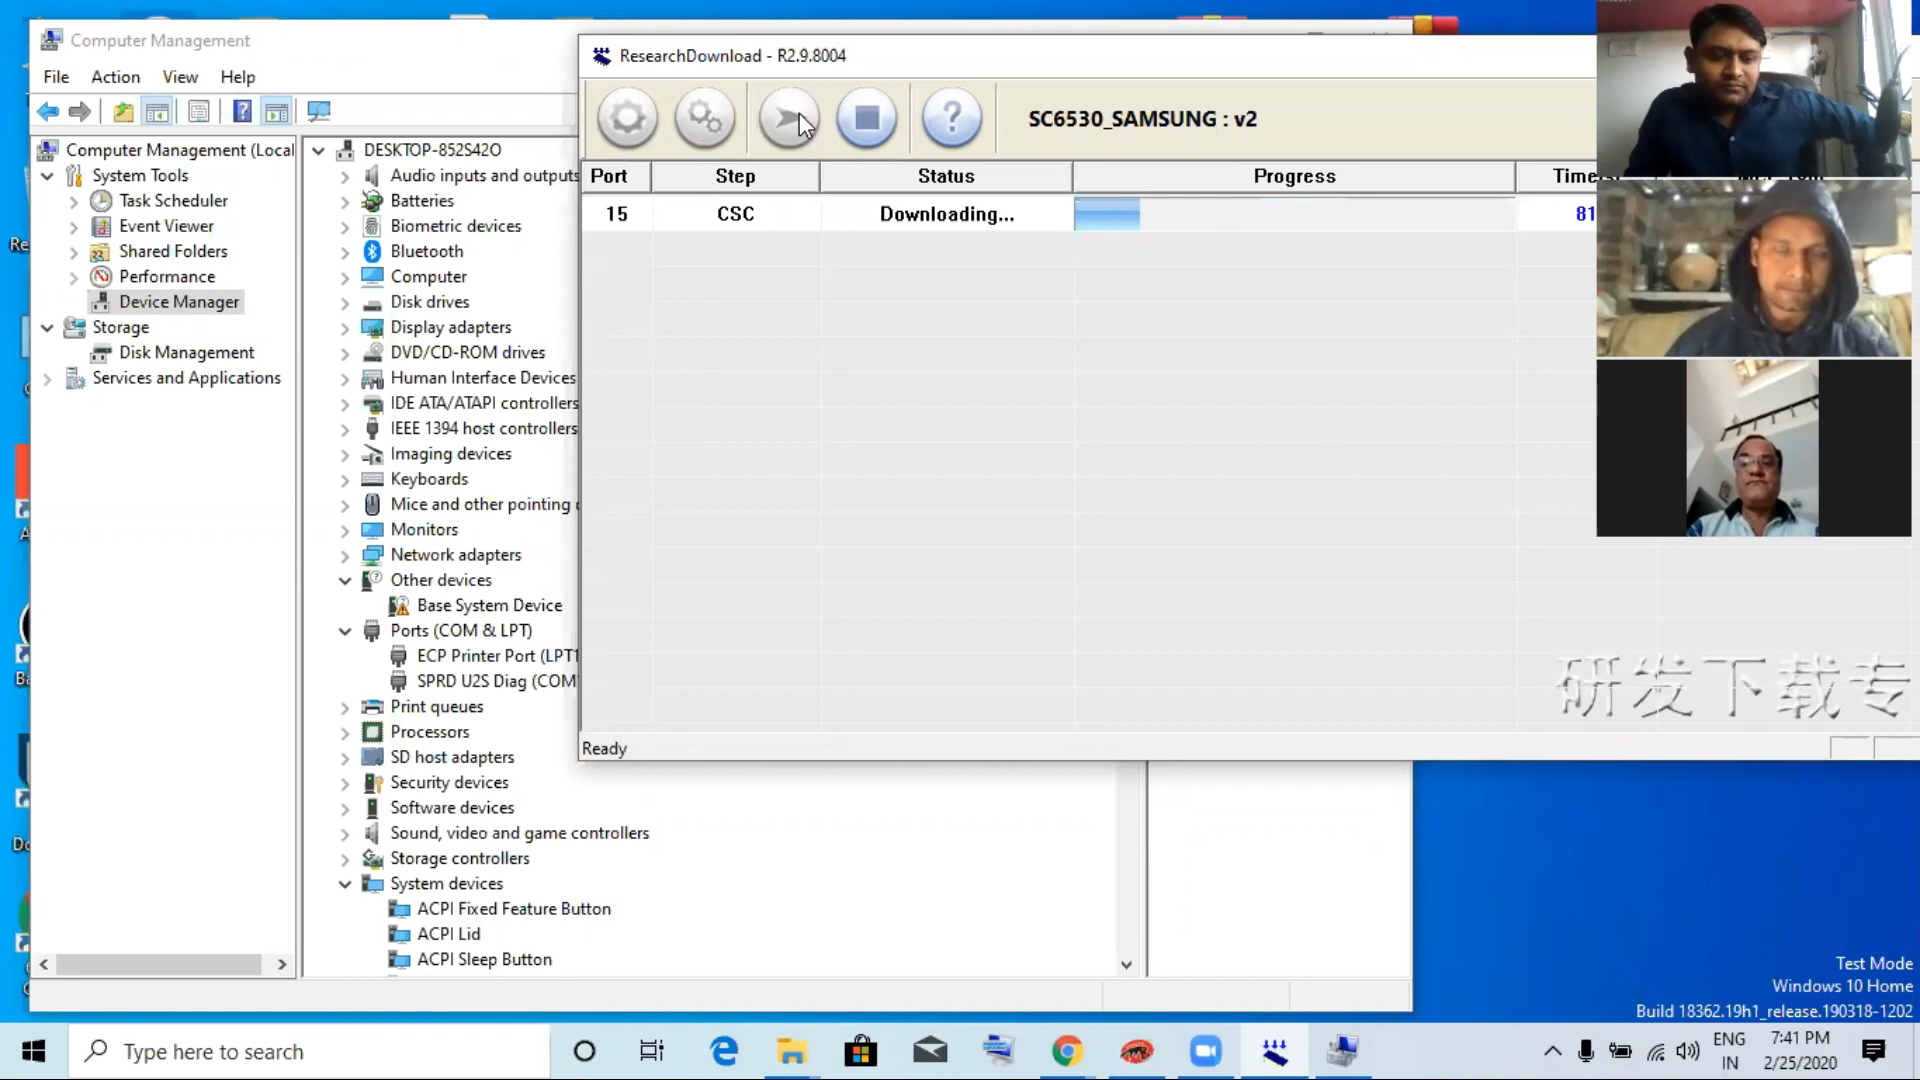 Computer Management
File Action View Help
Computer Management (Local
System Tools
Task Scheduler
Event Viewer
Shared Folders
Performance
Device Manager
Storage
Disk Management
Services and Applications
DESKTOP-852S42O
Audio inputs and outputs
Batteries
Biometric devices
Bluetooth
Computer
Disk drives
Display adapters
DVD/CD-ROM drives
Human Interface Devices
IDE ATA/ATAPI controllers
IEEE 1394 host controllers
Imaging devices
Keyboards
Mice and other pointing
Monitors
Network adapters
Other devices
Base System Device
Ports (COM & LPT)
ECP Printer Port (LPT1
SPRD U2S Diag (COM
Print queues
Processors
SD host adapters
Security devices
Software devices
Sound, video and game controllers
Storage controllers
System devices
ACPI Fixed Feature Button
ACPI Lid
ACPI Sleep Button
ResearchDownload - R2.9.8004
SC6530_SAMSUNG : v2
Port Step Status Progress
15 CSC Downloading... 81
研发下载专
Ready
Test Mode
Windows 10 Home
Build 18362.19h1_release.190318-1202
Type here to search
ENG
IN
7:41 PM
2/25/2020